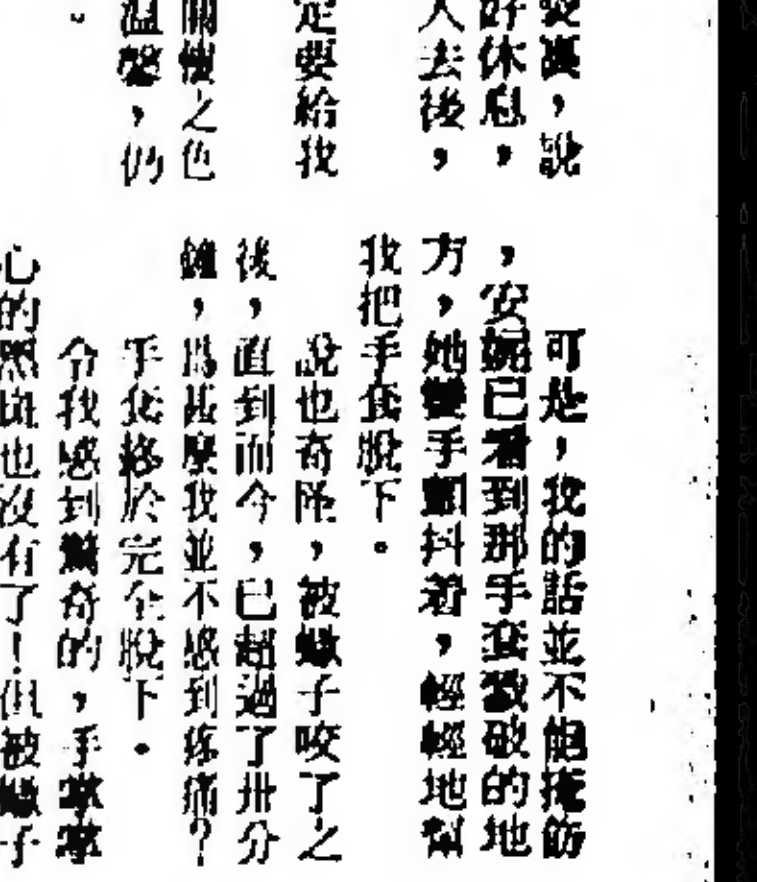 說
好休息，
人去後，
定要給我
關懷之色
溫馨，仍
。
可是，我的話並不能掩飾
，安妮已看到那手套戮破的地
方，她雙手顫抖着，輕輕地幫
我把手套脫下。
說也奇怪，被蠍子咬了之
後，直到而今，已超過了卅分
鐘，爲甚麼我並不感到疼痛？
手套終於完全脫下。
令我感到驚奇的，手掌掌
心的黑斑也沒有了！但被蠍子